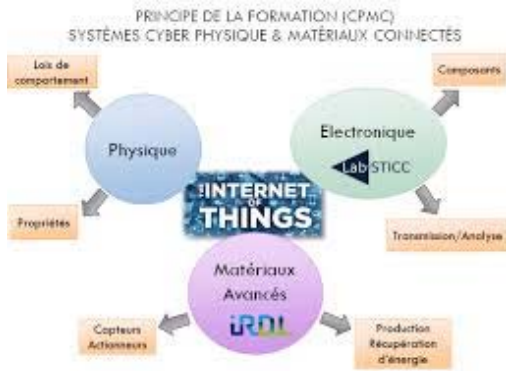 PRINCIPE DE LA FORMATION (CPMC)
SYSTÈMES CYBER PHYSIQUE & MATÉRIAUX CONNECTÉS
Lois de
comportement
Composants
Physique
Electronique
Lab-STICC
THE INTERNET
OF
THINGS
Propriétés
Transmission/Analyse
Matériaux
Avancés
IRDL
Capteurs
Actionneurs
Production
Récupération
d'énergie